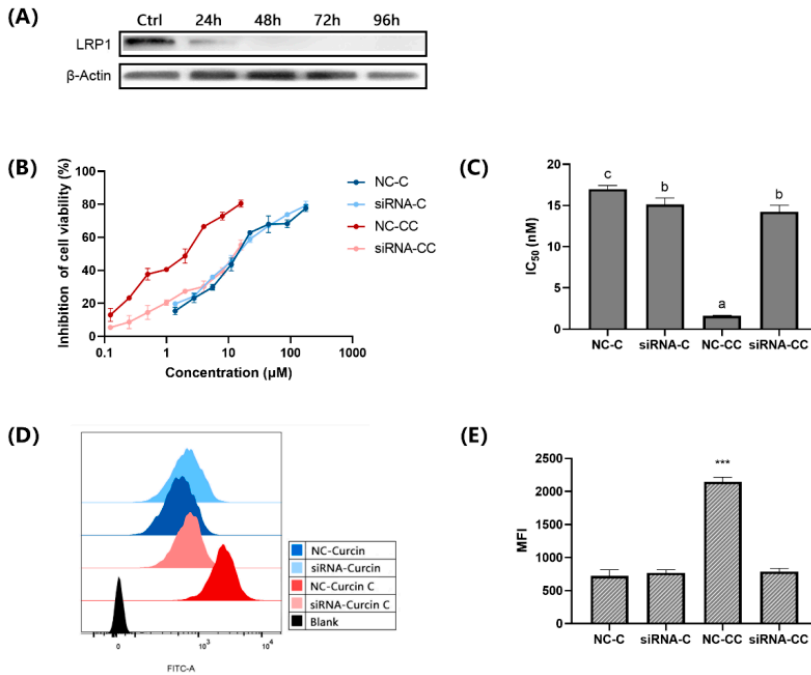 (A)
Ctrl 24h 48h 72h 96h
LRP1
β-Actin
(B)
Inhibition of cell viability (%)
100
80
60
40
20
0
0.1 1 10 100 1000
Concentration (μM)
NC-C
siRNA-C
NC-CC
siRNA-CC
(C)
IC50 (nM)
20
15
10
5
0
c
b
a
b
NC-C siRNA-C NC-CC siRNA-CC
(D)
0 10³ 10⁴
FITC-A
NC-Curcin
siRNA-Curcin
NC-Curcin C
siRNA-Curcin C
Blank
(E)
MFI
2500
2000
1500
1000
500
0
***
NC-C siRNA-C NC-CC siRNA-CC